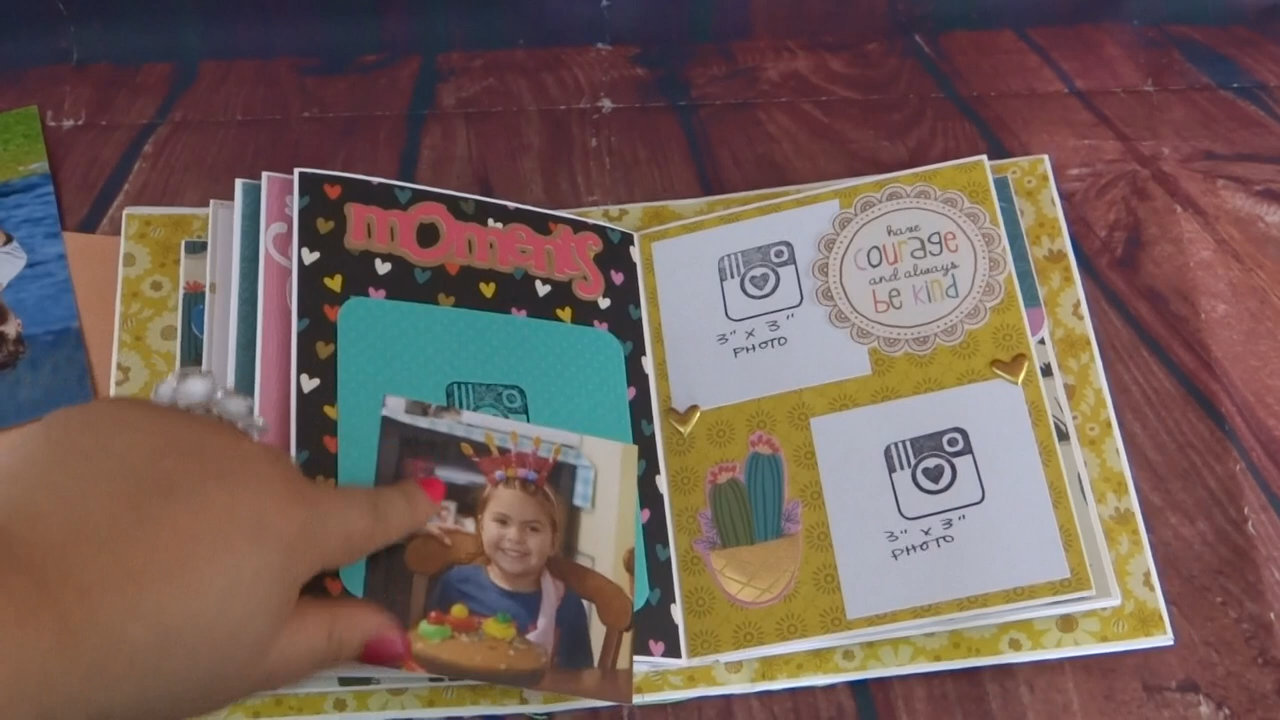 moments
have
courage
and always
be kind
3" x 3"
PHOTO
3" x 3"
PHOTO